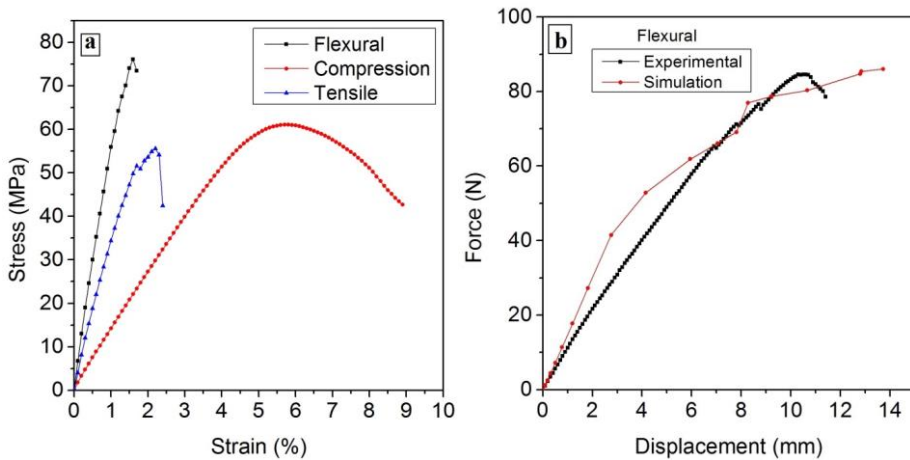 a
Flexural
Compression
Tensile
80
70
60
50
40
30
20
10
0
Stress (MPa)
0 1 2 3 4 5 6 7 8 9 10
Strain (%)
b
Flexural
Experimental
Simulation
100
80
60
40
20
0
Force (N)
0 2 4 6 8 10 12 14
Displacement (mm)